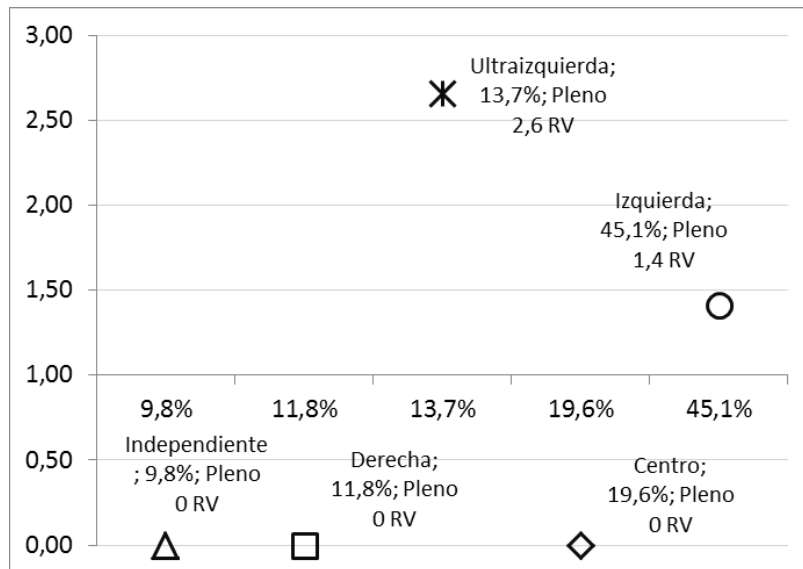 3,00
2,50
2,00
1,50
1,00
0,50
0,00
Ultraizquierda;
13,7%; Pleno
2,6 RV
Izquierda;
45,1%; Pleno
1,4 RV
9,8%
11,8%
13,7%
19,6%
45,1%
Independiente
; 9,8%; Pleno
0 RV
Derecha;
11,8%; Pleno
0 RV
Centro;
19,6%; Pleno
0 RV